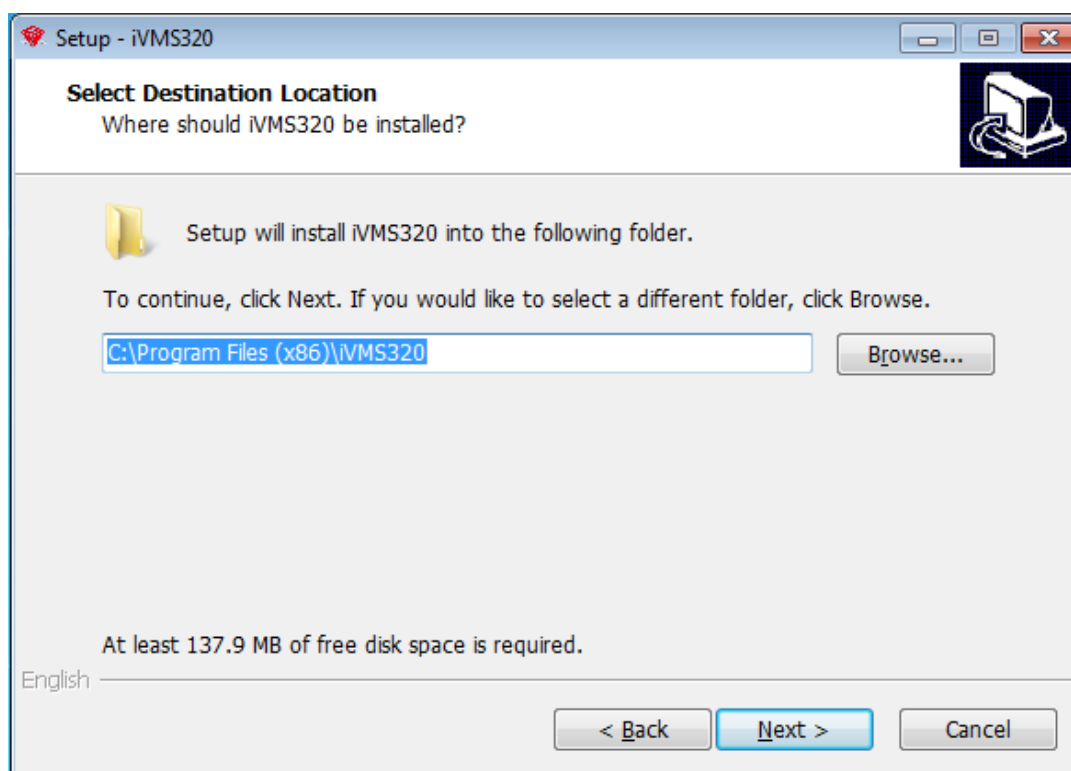 Setup - iVMS320
Select Destination Location
Where should iVMS320 be installed?
Setup will install iVMS320 into the following folder.
To continue, click Next. If you would like to select a different folder, click Browse.
C:\Program Files (x86)\iVMS320
Browse...
At least 137.9 MB of free disk space is required.
English
< Back
Next >
Cancel